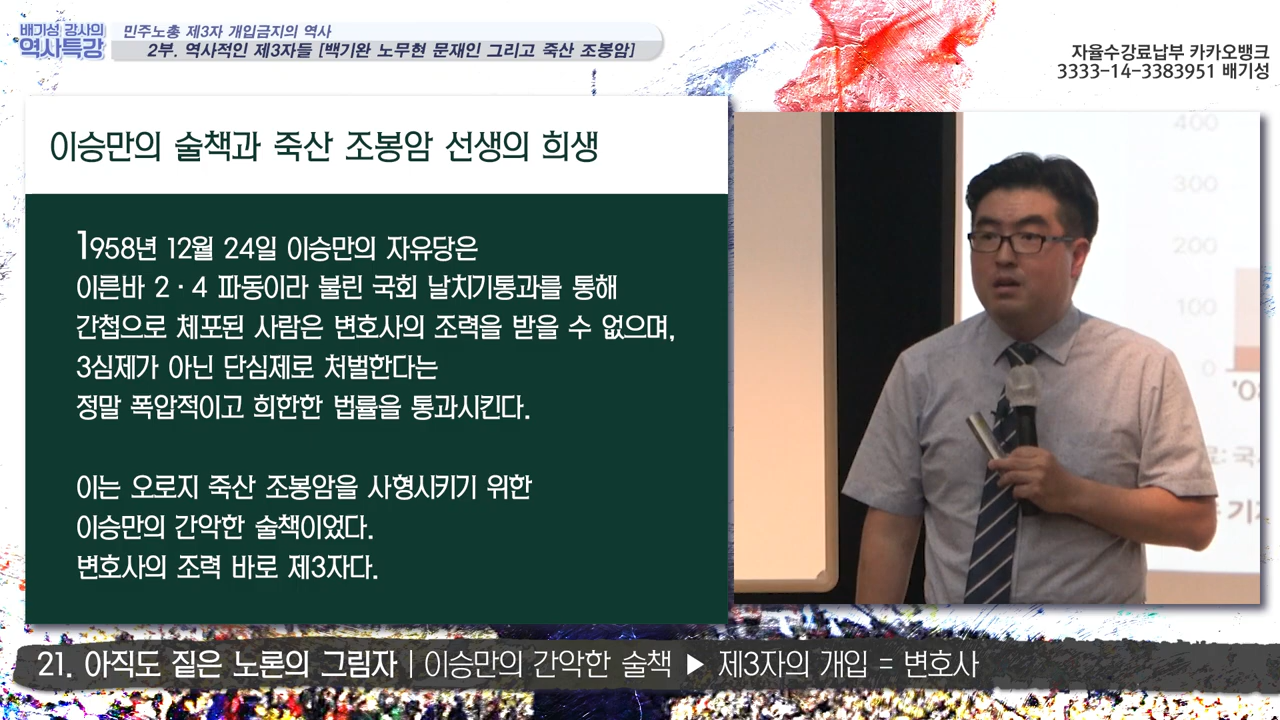 배기성 강사의
역사특강
민주노총 제3자 개입금지의 역사
2부. 역사적인 제3자들 [백기완 노무현 문재인 그리고 죽산 조봉암]
자율수강료납부 카카오뱅크
3333-14-3383951 배기성
이승만의 술책과 죽산 조봉암 선생의 희생
1958년 12월 24일 이승만의 자유당은
이른바 2·4 파동이라 불린 국회 날치기통과를 통해
간첩으로 체포된 사람은 변호사의 조력을 받을 수 없으며,
3심제가 아닌 단심제로 처벌한다는
정말 폭압적이고 희한한 법률을 통과시킨다.
이는 오로지 죽산 조봉암을 사형시키기 위한
이승만의 간악한 술책이었다.
변호사의 조력 바로 제3자다.
400
300
200
100
0
'08
21. 아직도 짙은 노론의 그림자 | 이승만의 간악한 술책 ▶ 제3자의 개입 = 변호사